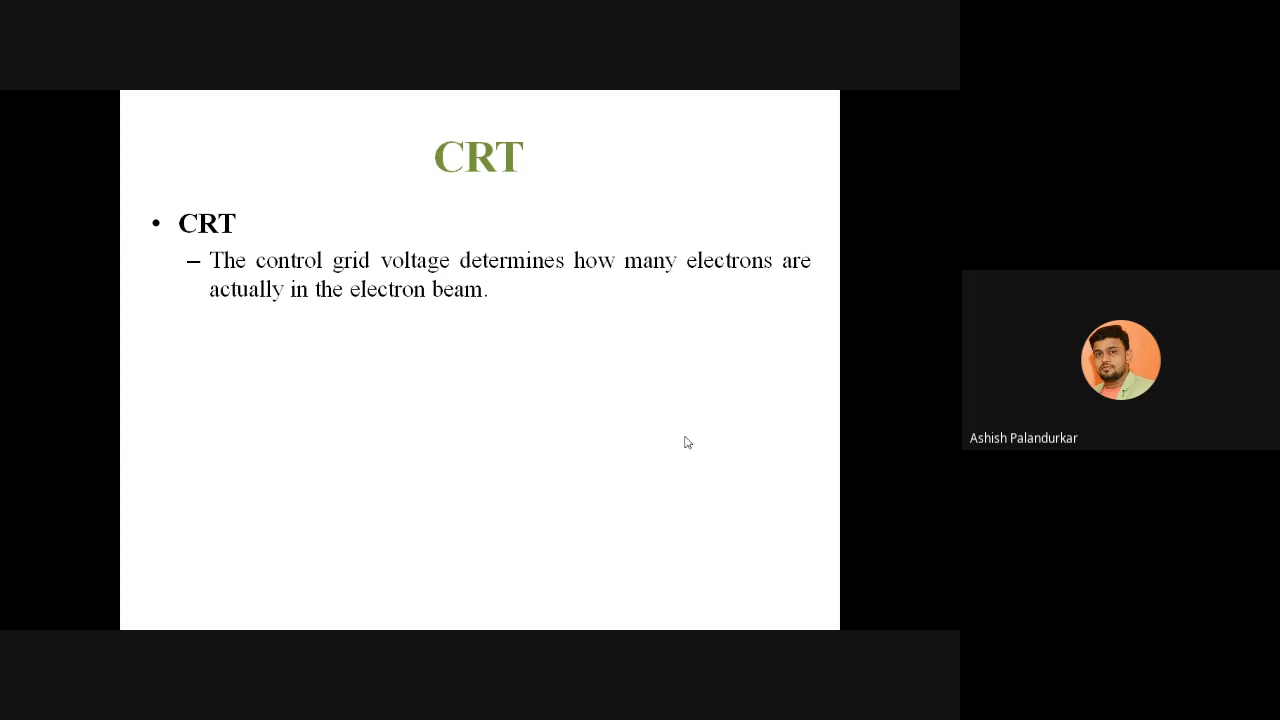 CRT
• CRT
– The control grid voltage determines how many electrons are
actually in the electron beam.
Ashish Palandurkar